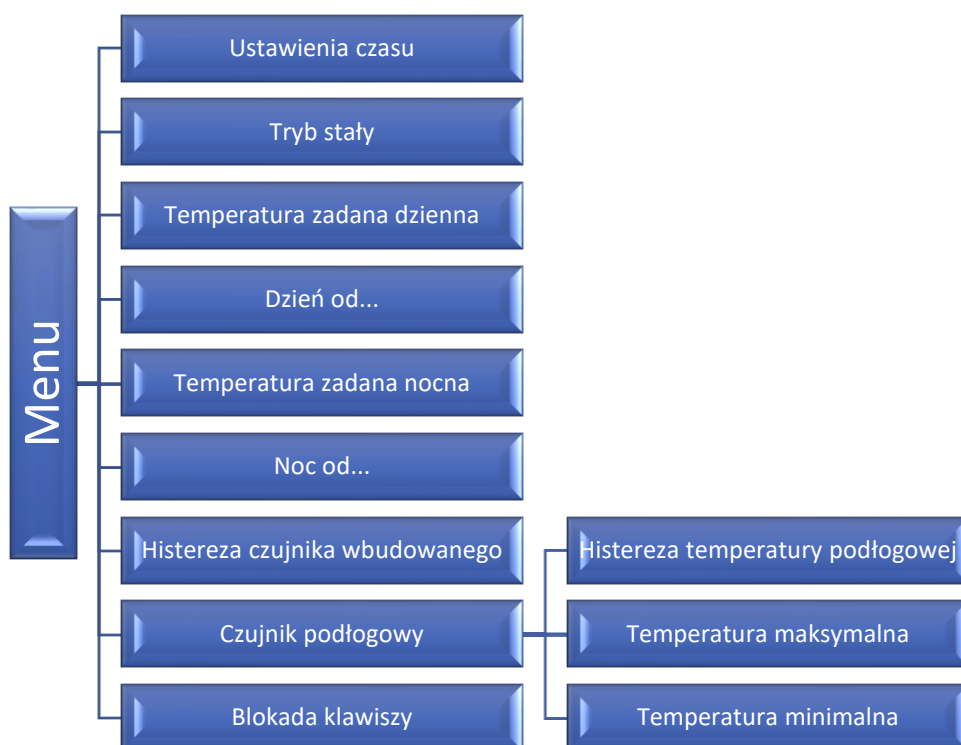 Menu
Ustawienia czasu
Tryb stały
Temperatura zadana dzienna
Dzień od...
Temperatura zadana nocna
Noc od...
Histereza czujnika wbudowanego
Czujnik podłogowy
Histereza temperatury podłogowej
Temperatura maksymalna
Temperatura minimalna
Blokada klawiszy